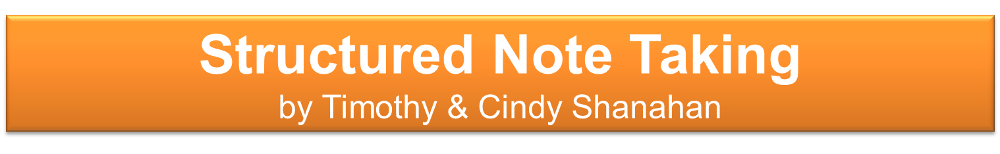 Structured Note Taking
by Timothy & Cindy Shanahan